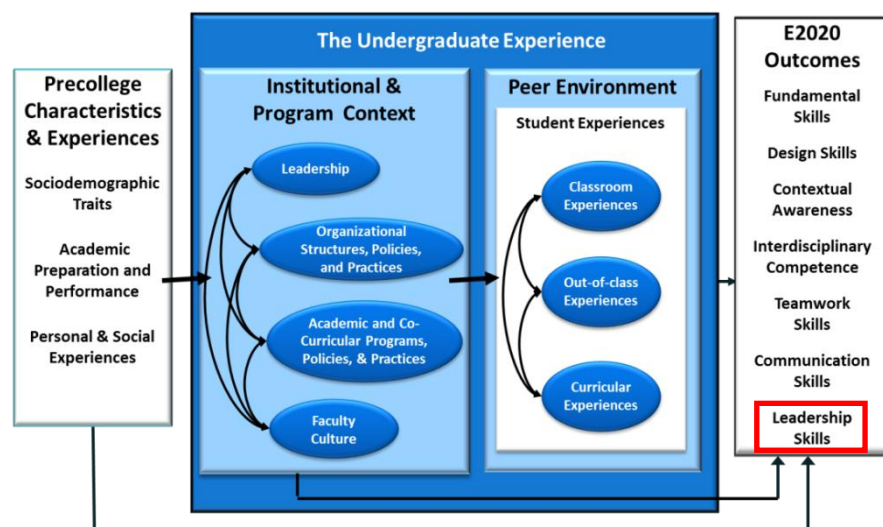 Precollege
Characteristics
& Experiences
Sociodemographic
Traits
Academic
Preparation and
Performance
Personal & Social
Experiences
The Undergraduate Experience
Institutional &
Program Context
Leadership
Organizational
Structures, Policies,
and Practices
Academic and Co-
Curricular Programs,
Policies, & Practices
Faculty
Culture
Peer Environment
Student Experiences
Classroom
Experiences
Out-of-class
Experiences
Curricular
Experiences
E2020
Outcomes
Fundamental
Skills
Design Skills
Contextual
Awareness
Interdisciplinary
Competence
Teamwork
Skills
Communication
Skills
Leadership
Skills